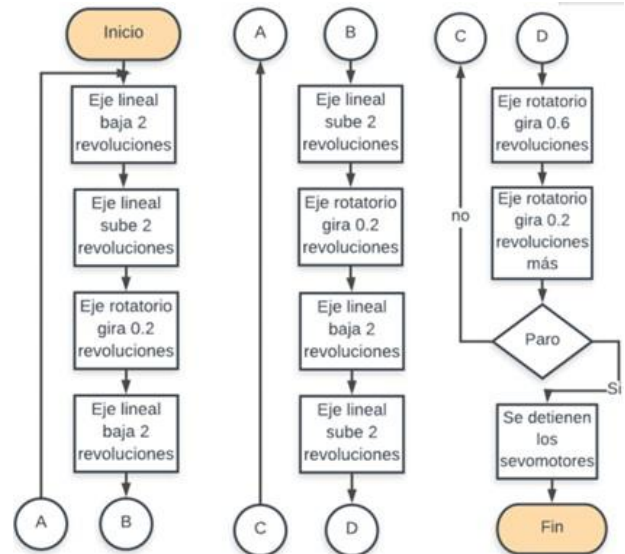 Inicio
Eje lineal
baja 2
revoluciones
Eje lineal
sube 2
revoluciones
Eje rotatorio
gira 0.2
revoluciones
Eje lineal
baja 2
revoluciones
A
B
A
B
Eje lineal
sube 2
revoluciones
Eje rotatorio
gira 0.2
revoluciones
Eje lineal
baja 2
revoluciones
Eje lineal
sube 2
revoluciones
C
D
C
D
Eje rotatorio
gira 0.6
revoluciones
Eje rotatorio
gira 0.2
revoluciones
más
no
Paro
Si
Se detienen
los
sevomotores
Fin